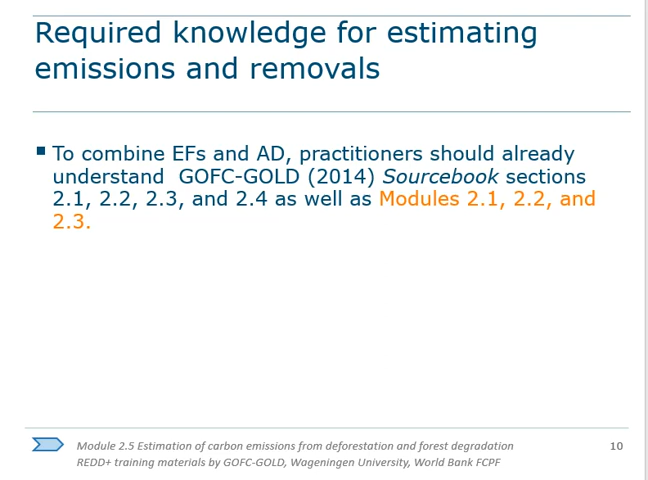 Required knowledge for estimating
emissions and removals
To combine EFs and AD, practitioners should already
understand  GOFC-GOLD (2014) Sourcebook sections
2.1, 2.2, 2.3, and 2.4 as well as Modules 2.1, 2.2, and
2.3.
Module 2.5 Estimation of carbon emissions from deforestation and forest degradation
REDD+ training materials by GOFC-GOLD, Wageningen University, World Bank FCPF
10